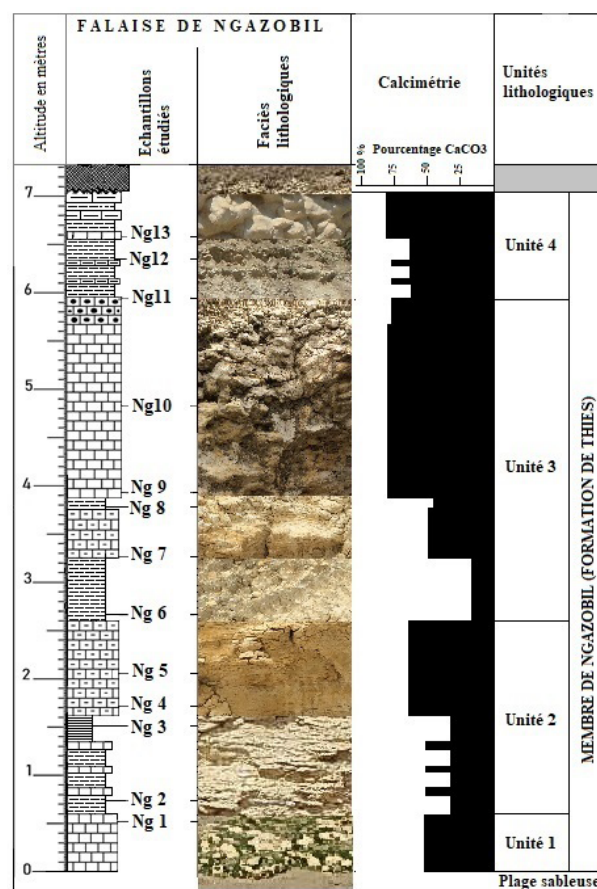 FALAISE DE NGAZOBIL
Altitude en mètres
Echantillons
étudiés
Faciès
lithologiques
Calcimétrie
Pourcentage CaCO3
100 %
75
50
25
Unités
lithologiques
7
6
5
4
3
2
1
0
Ng13
Ng12
Ng11
Ng10
Ng 9
Ng 8
Ng 7
Ng 6
Ng 5
Ng 4
Ng 3
Ng 2
Ng 1
Unité 4
Unité 3
Unité 2
Unité 1
MEMBRE DE NGAZOBIL (FORMATION DE THIES)
Plage sableuse